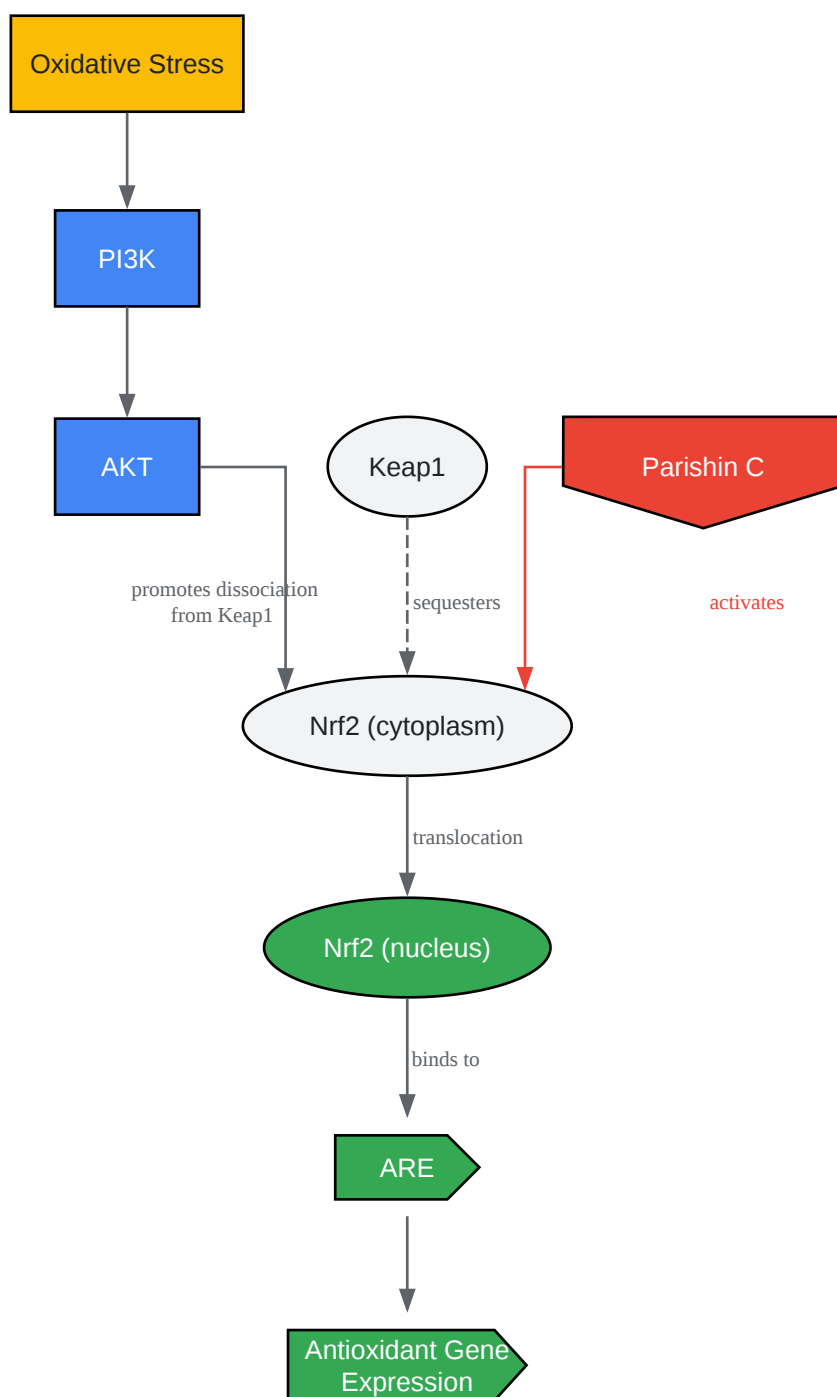 Oxidative Stress
PI3K
AKT
Keap1
Parishin C
promotes dissociation
from Keap1
sequesters
activates
Nrf2 (cytoplasm)
translocation
Nrf2 (nucleus)
binds to
ARE
Antioxidant Gene
Expression